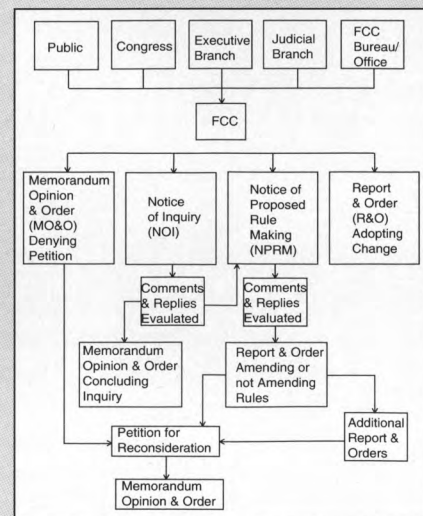 Public
Congress
Executive
Branch
Judicial
Branch
FCC
Bureau/
Office
FCC
Memorandum
Opinion
& Order
(MO&O)
Denying
Petition
Notice
of Inquiry
(NOI)
Notice of
Proposed
Rule
Making
(NPRM)
Report
& Order
(R&O)
Adopting
Change
Comments
& Replies
Evaulated
Comments
& Replies
Evaluated
Memorandum
Opinion & Order
Concluding
Inquiry
Report & Order
Amending or
not Amending
Rules
Petition for
Reconsideration
Additional
Report &
Orders
Memorandum
Opinion & Order